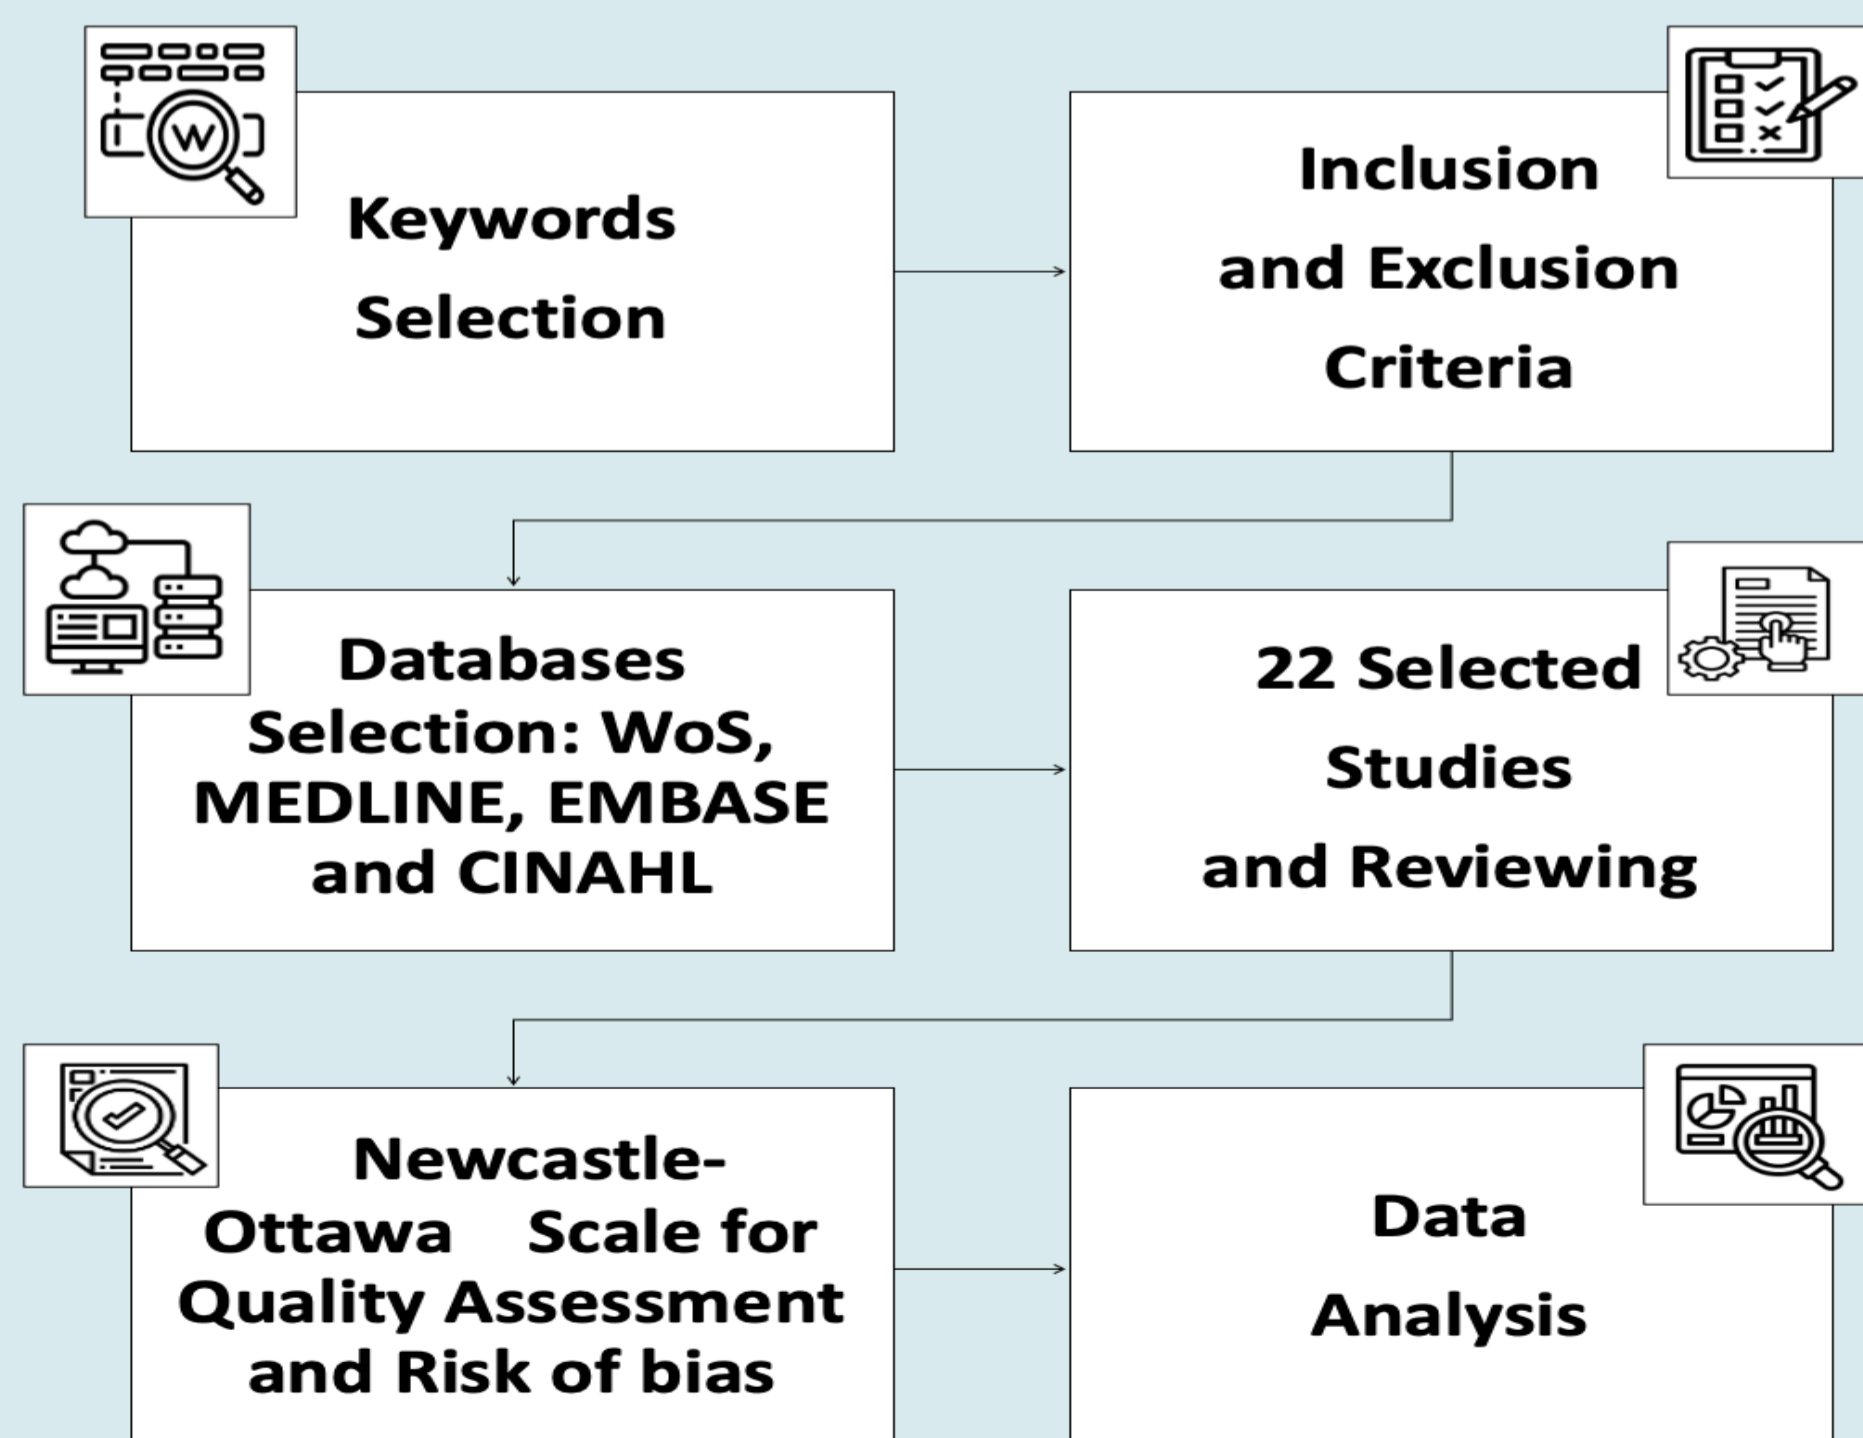 W
Keywords
Selection
Inclusion
and Exclusion
Criteria
Databases
Selection: WoS,
MEDLINE, EMBASE
and CINAHL
22 Selected
Studies
and Reviewing
Newcastle-
Ottawa Scale for
Quality Assessment
and Risk of bias
Data
Analysis